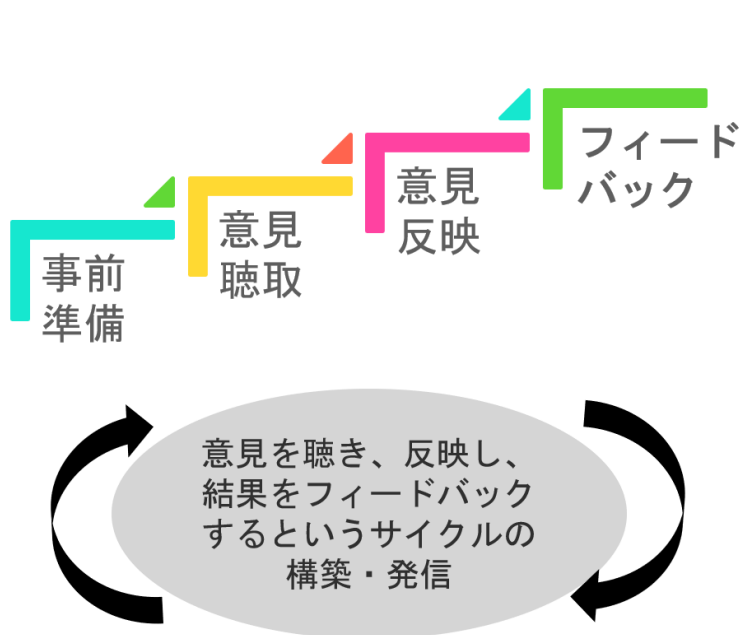 事前
準備
意見
聴取
意見
反映
フィード
バック
意見を聴き、反映し、
結果をフィードバック
するというサイクルの
構築・発信